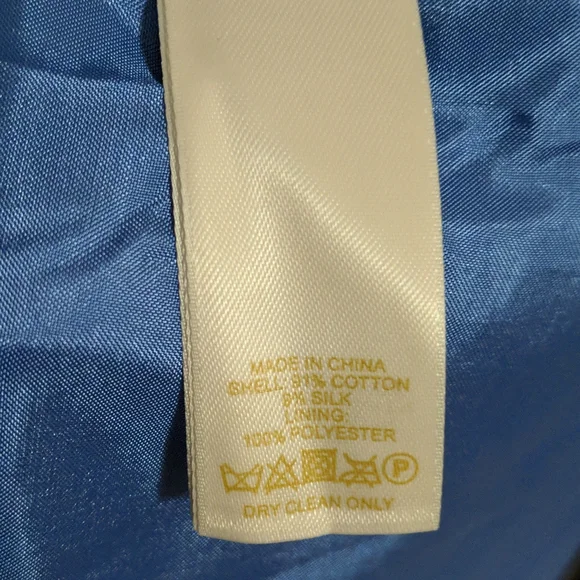 MADE IN CHINA
SHELL: 91% COTTON
9% SILK
LINING:
100% POLYESTER
P
DRY CLEAN ONLY